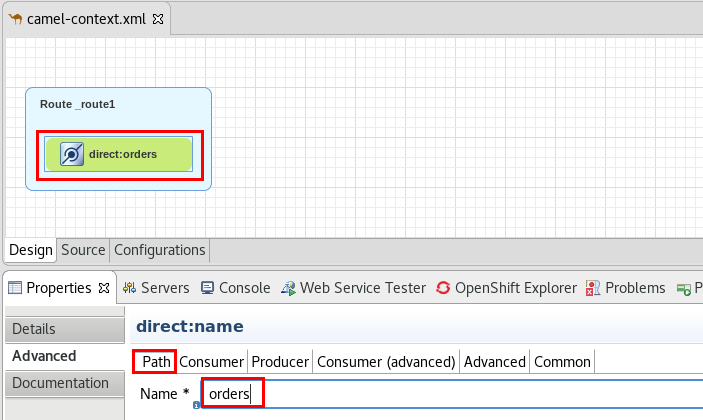 camel-context.xml
Route _route1
direct:orders
Design Source Configurations
Properties Servers Console Web Service Tester OpenShift Explorer Problems P
Details
Advanced
Documentation
direct:name
Path Consumer Producer Consumer (advanced) Advanced Common
Name * orders